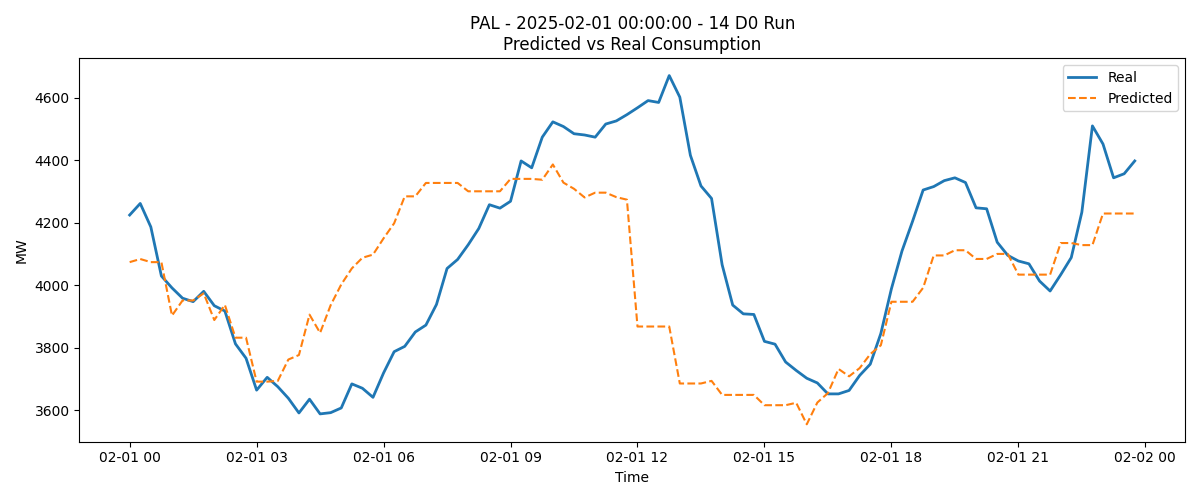 PAL - 2025-02-01 00:00:00 - 14 D0 Run
Predicted vs Real Consumption
Real
Predicted
MW
4600
4400
4200
4000
3800
3600
02-01 00
02-01 03
02-01 06
02-01 09
02-01 12
02-01 15
02-01 18
02-01 21
02-02 00
Time